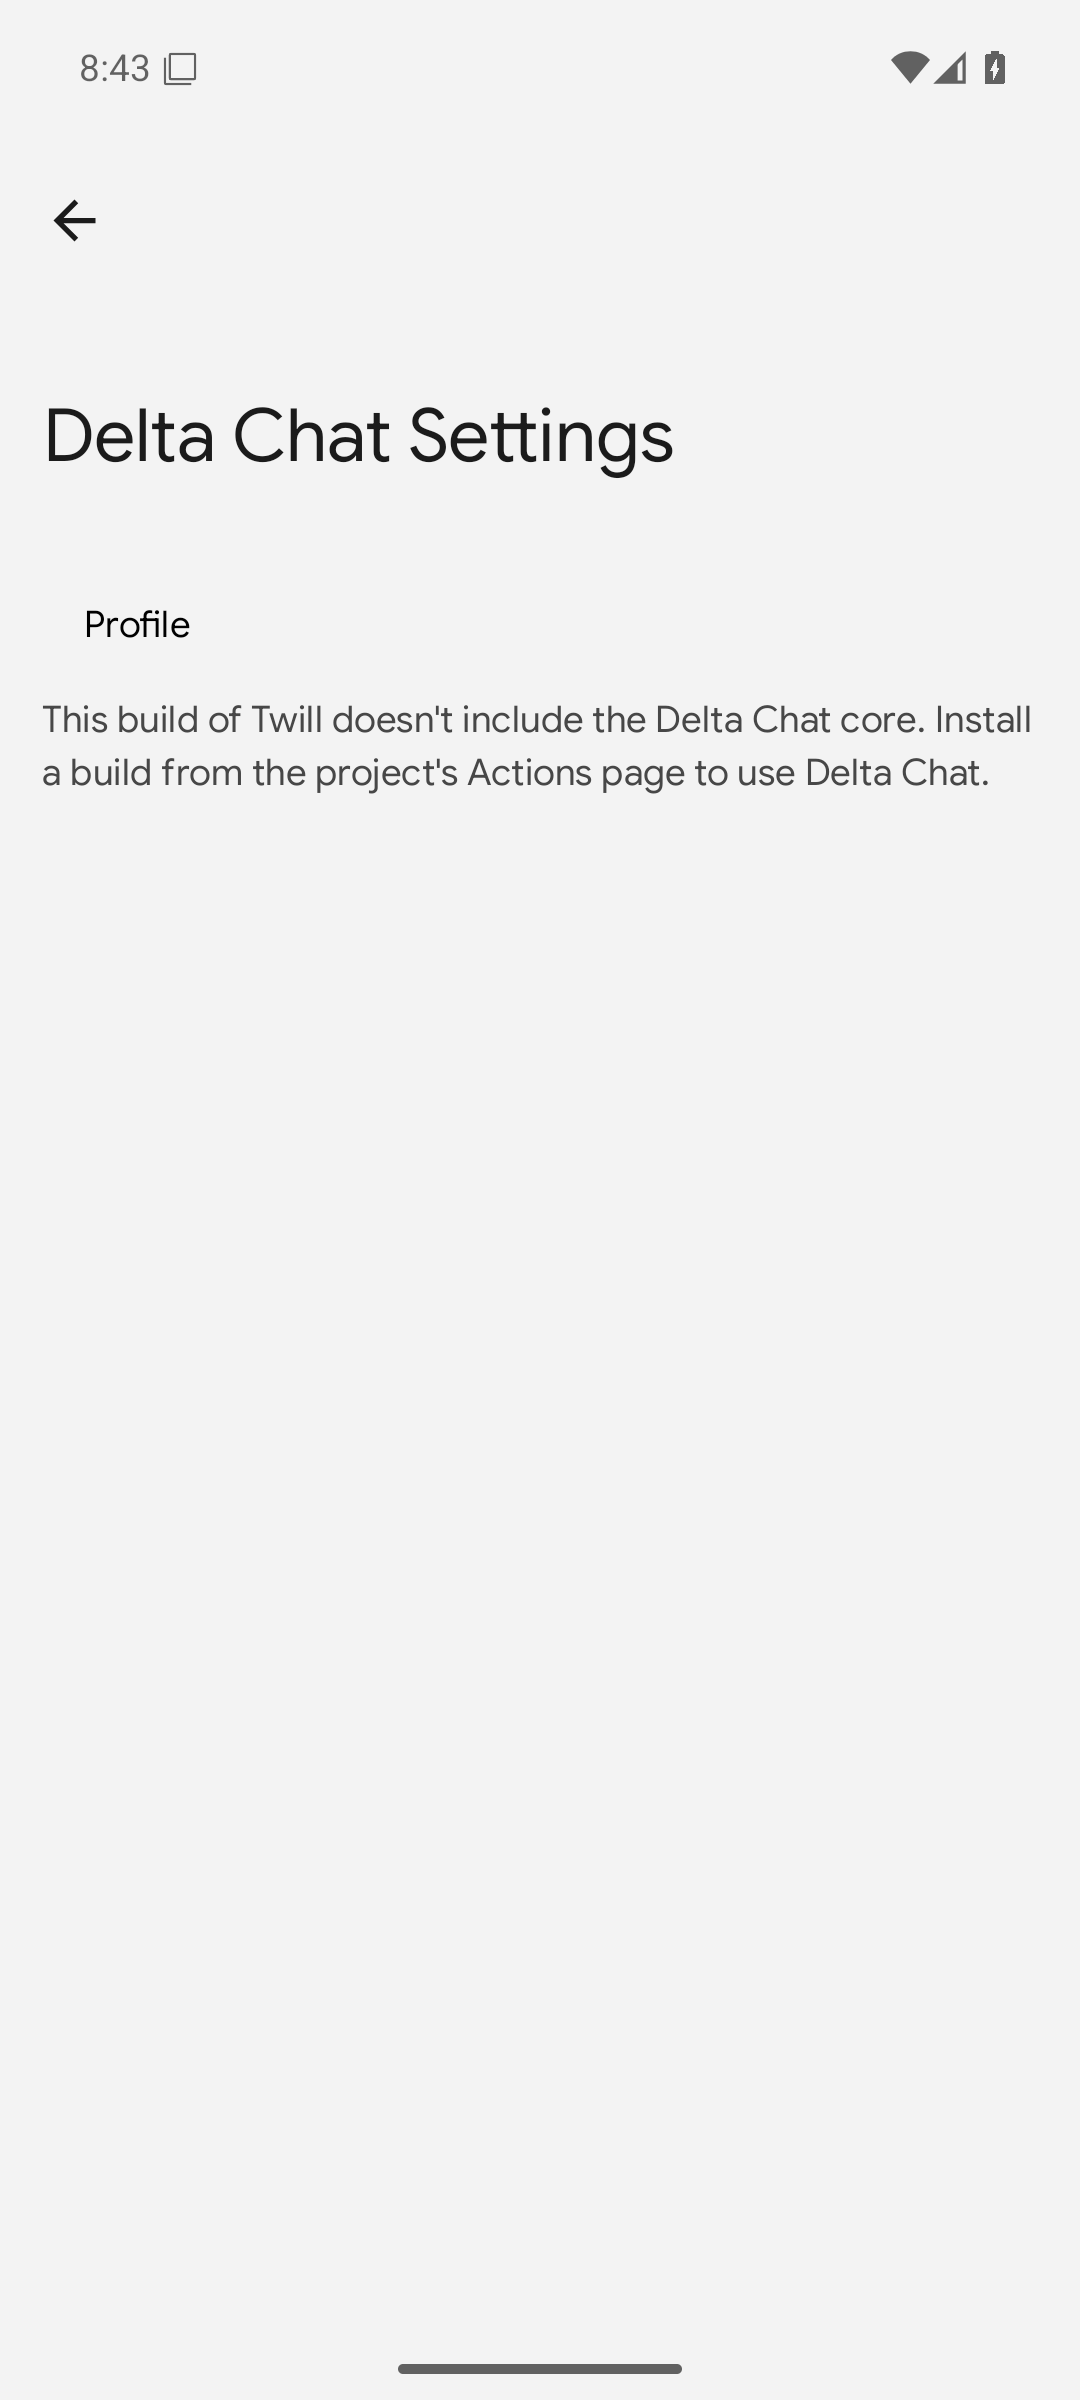 8:43
Delta Chat Settings
Profile
This build of Twill doesn't include the Delta Chat core. Install
a build from the project's Actions page to use Delta Chat.